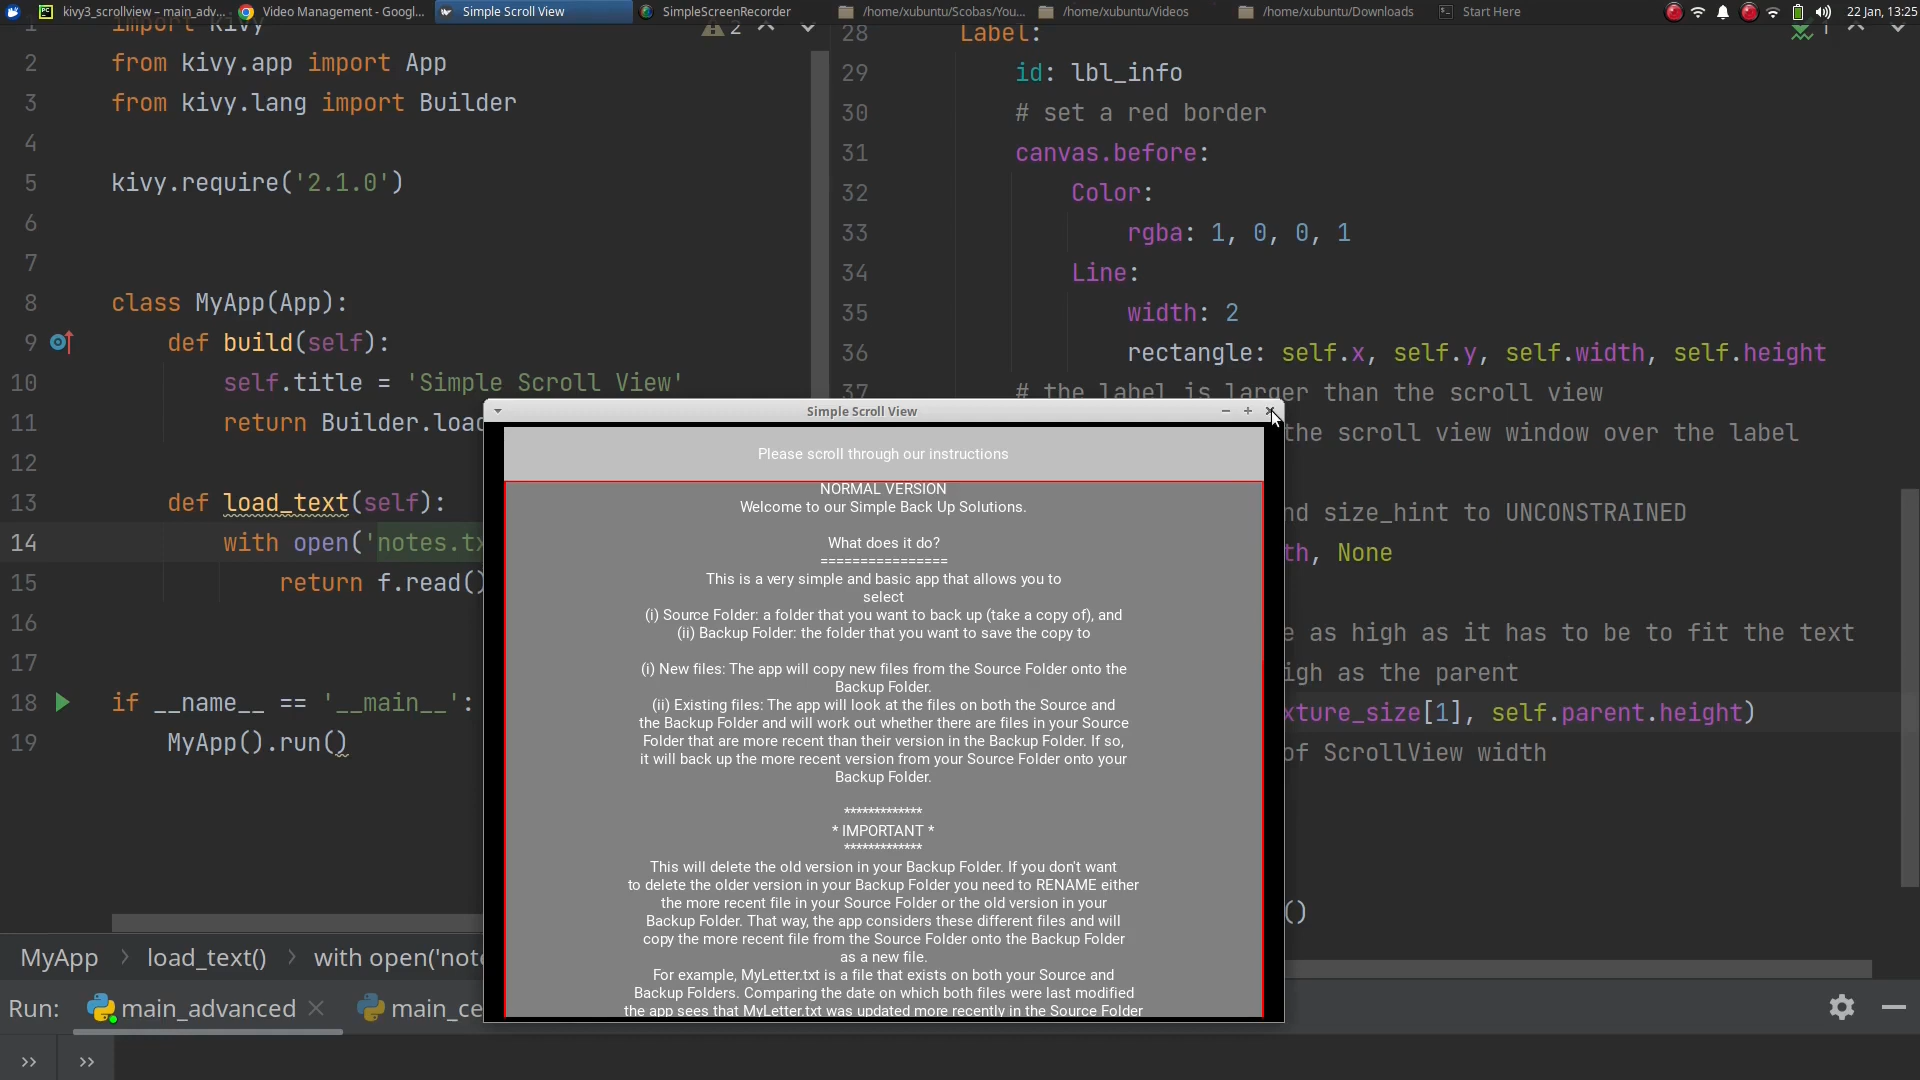 kivy3_scrollview – main_adv...
Video Management - Googl...
Simple Scroll View
SimpleScreenRecorder
/home/xubuntu/Scobas/You...
/home/xubuntu/Videos
/home/xubuntu/Downloads
Start Here
22 Jan, 13:25
1 import kivy
2 from kivy.app import App
3 from kivy.lang import Builder
4
5 kivy.require('2.1.0')
6
7
8 class MyApp(App):
9 def build(self):
10 self.title = 'Simple Scroll View'
11 return Builder.load
12
13 def load_text(self):
14 with open('notes.tx
15 return f.read()
16
17
18 if __name__ == '__main__':
19 MyApp().run()
2
28 Label:
1
29 id: lbl_info
30 # set a red border
31 canvas.before:
32 Color:
33 rgba: 1, 0, 0, 1
34 Line:
35 width: 2
36 rectangle: self.x, self.y, self.width, self.height
37 # the label is larger than the scroll view
the scroll view window over the label
nd size_hint to UNCONSTRAINED
th, None
e as high as it has to be to fit the text
igh as the parent
xture_size[1], self.parent.height)
of ScrollView width
()
Simple Scroll View
Please scroll through our instructions
NORMAL VERSION
Welcome to our Simple Back Up Solutions.
What does it do?
================
This is a very simple and basic app that allows you to
select
(i) Source Folder: a folder that you want to back up (take a copy of), and
(ii) Backup Folder: the folder that you want to save the copy to
(i) New files: The app will copy new files from the Source Folder onto the
Backup Folder.
(ii) Existing files: The app will look at the files on both the Source and
the Backup Folder and will work out whether there are files in your Source
Folder that are more recent than their version in the Backup Folder. If so,
it will back up the more recent version from your Source Folder onto your
Backup Folder.
*************
* IMPORTANT *
*************
This will delete the old version in your Backup Folder. If you don't want
to delete the older version in your Backup Folder you need to RENAME either
the more recent file in your Source Folder or the old version in your
Backup Folder. That way, the app considers these different files and will
copy the more recent file from the Source Folder onto the Backup Folder
as a new file.
For example, MyLetter.txt is a file that exists on both your Source and
Backup Folders. Comparing the date on which both files were last modified
the app sees that MyLetter.txt was updated more recently in the Source Folder
MyApp > load_text() > with open('note
Run: main_advanced × main_ce
>> >>